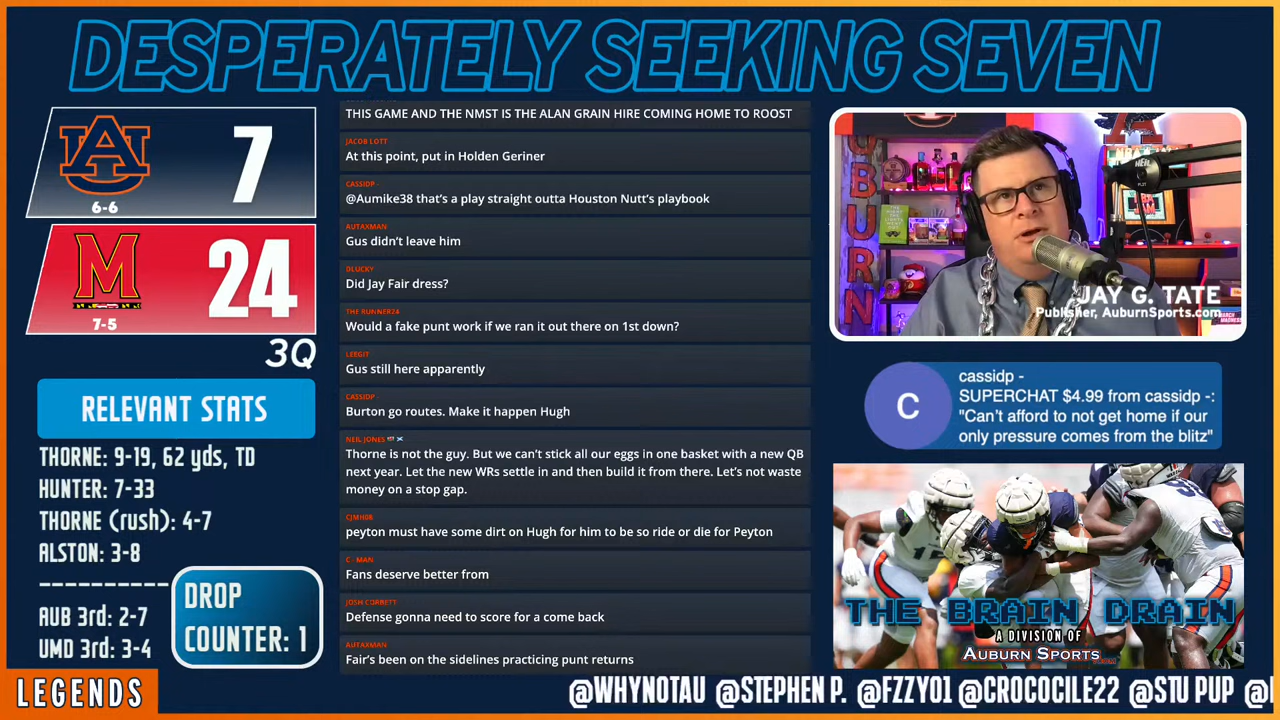 DESPERATELY SEEKING SEVEN
7
6-6
24
7-5
3Q
RELEVANT STATS
THORNE: 9-19, 62 yds, TD
HUNTER: 7-33
THORNE (rush): 4-7
ALSTON: 3-8
----------
AUB 3rd: 2-7
UMD 3rd: 3-4
DROP
COUNTER: 1
THIS GAME AND THE NMST IS THE ALAN GRAIN HIRE COMING HOME TO ROOST
JACOB LOTT
At this point, put in Holden Geriner
CASSIDP -
@Aumike38 that's a play straight outta Houston Nutt's playbook
AUTAXMAN
Gus didn't leave him
DLUCKY
Did Jay Fair dress?
THE RUNNER24
Would a fake punt work if we ran it out there on 1st down?
LEEGIT
Gus still here apparently
CASSIDP -
Burton go routes. Make it happen Hugh
NEIL JONES
Thorne is not the guy. But we can't stick all our eggs in one basket with a new QB
next year. Let the new WRs settle in and then build it from there. Let's not waste
money on a stop gap.
CJMH08
peyton must have some dirt on Hugh for him to be so ride or die for Peyton
C - MAN
Fans deserve better from
JOSH CORBETT
Defense gonna need to score for a come back
AUTAXMAN
Fair's been on the sidelines practicing punt returns
UBURN
JAY G. TATE
Publisher, AuburnSports.com
C
cassidp -
SUPERCHAT $4.99 from cassidp -:
"Can't afford to not get home if our
only pressure comes from the blitz"
THE BRAIN DRAIN
A DIVISION OF
AUBURN SPORTS.COM
LEGENDS
@WHYNOTAU @STEPHEN P. @FZZY01 @CROCOCILE22 @STU PUP